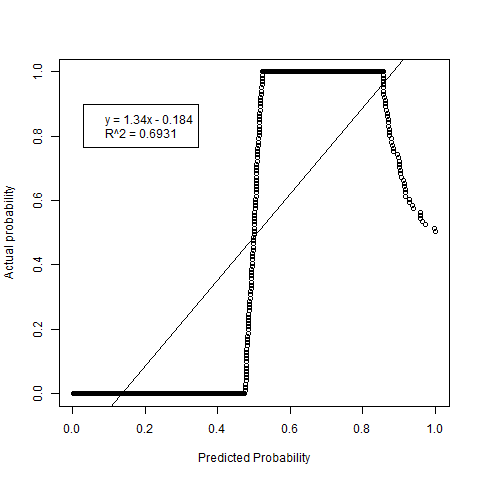 y = 1.34x - 0.184
R^2 = 0.6931
Actual probability
1.0
0.8
0.6
0.4
0.2
0.0
0.0 0.2 0.4 0.6 0.8 1.0
Predicted Probability